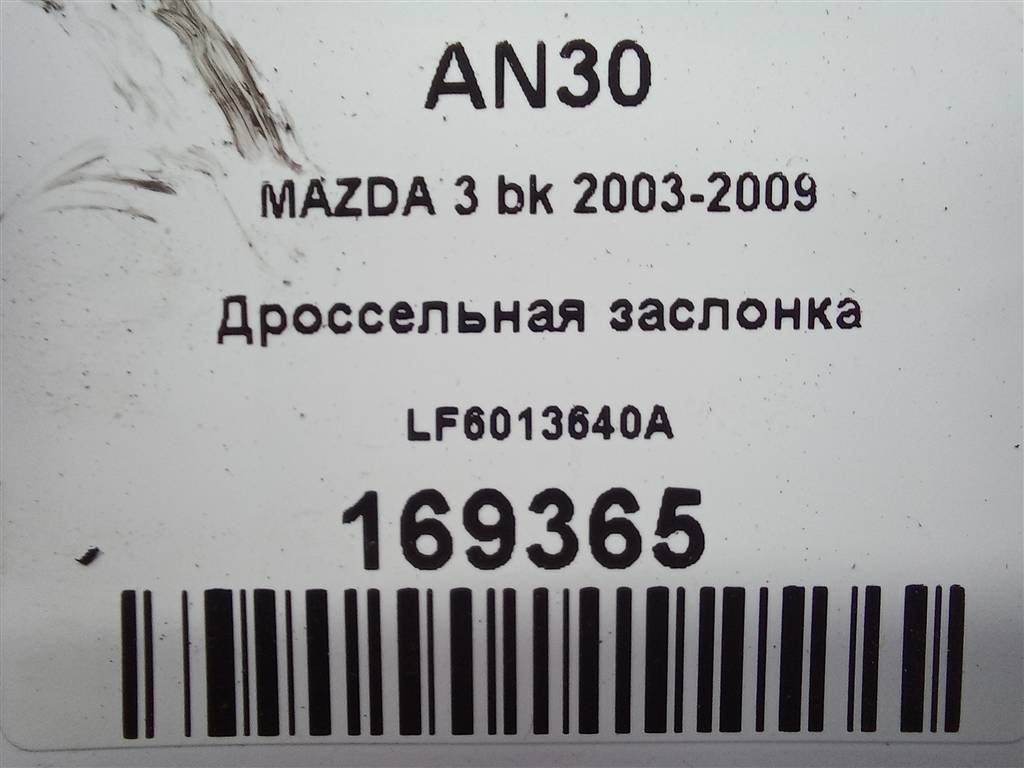 AN30
MAZDA 3 bk 2003-2009
Дроссельная заслонка
LF6013640A
169365